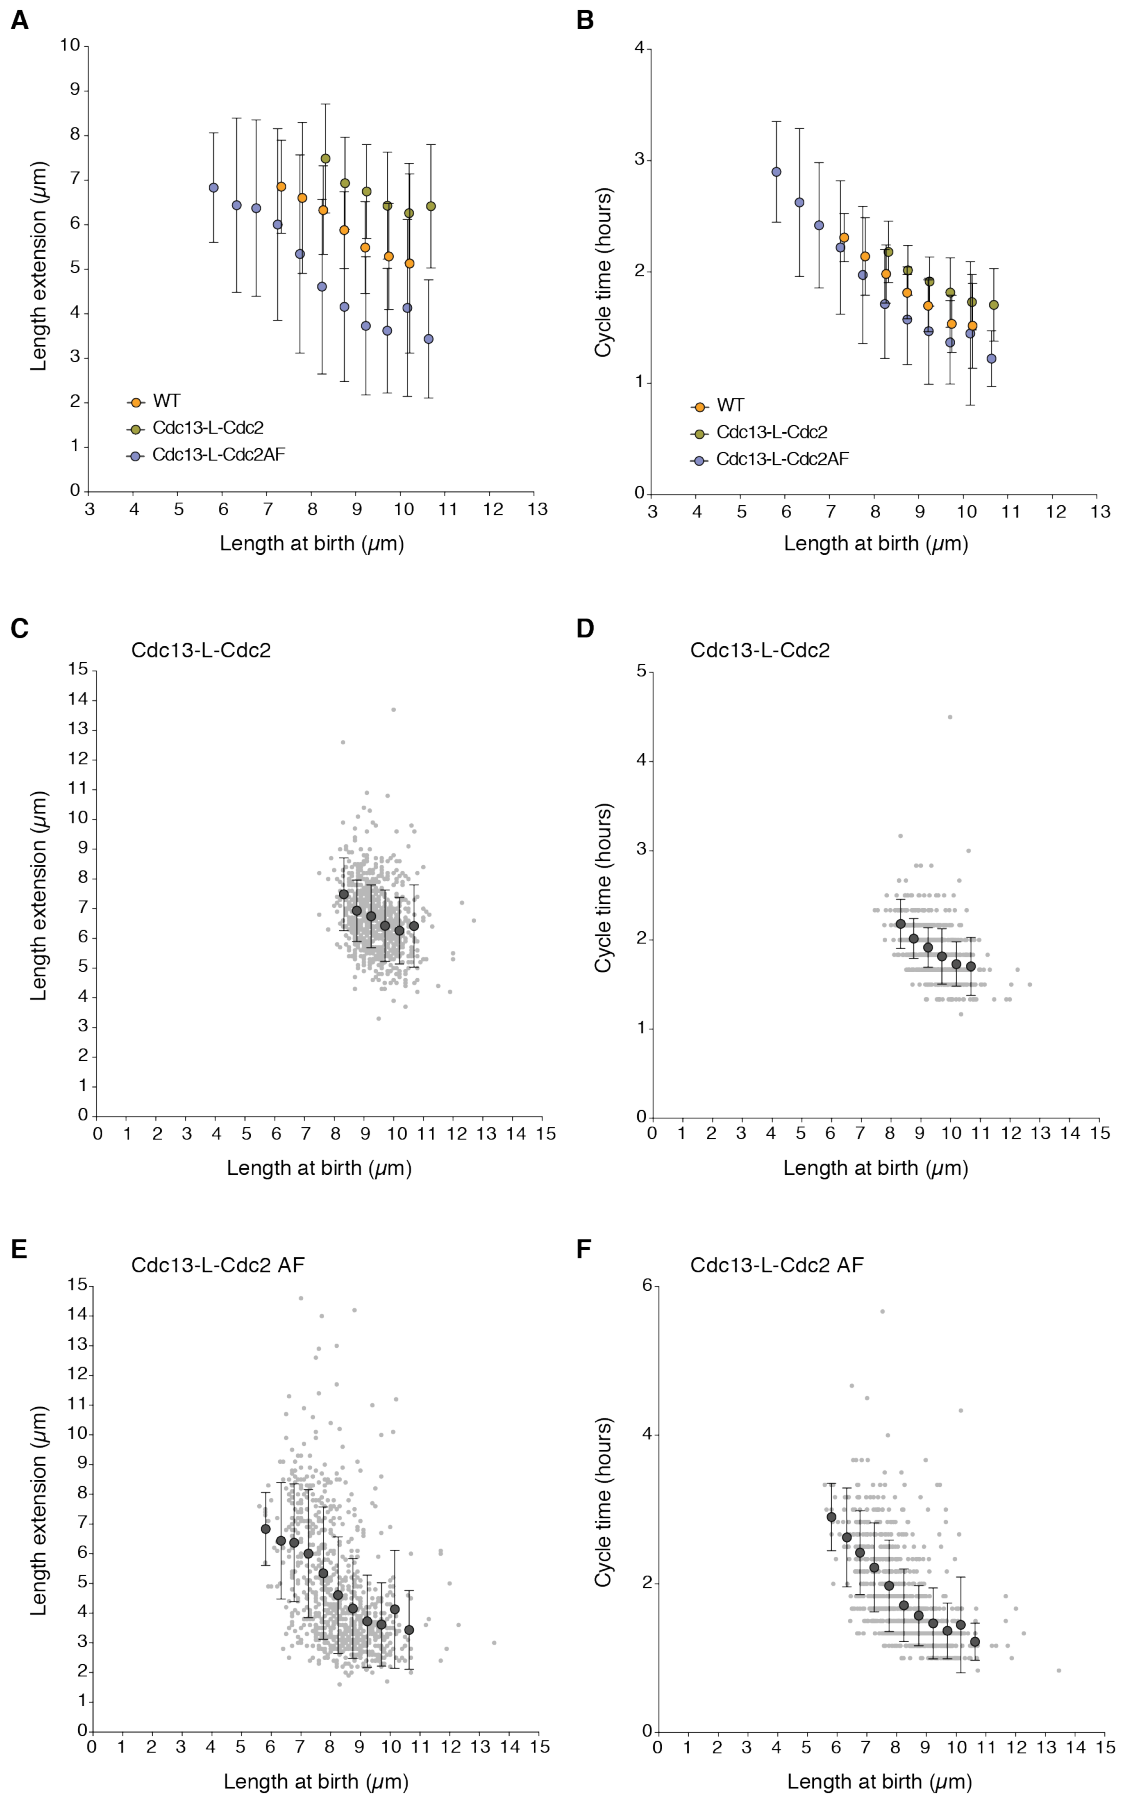 A
10
9
8
7
6
5
4
3
2
1
0
Length extension (µm)
WT
Cdc13-L-Cdc2
Cdc13-L-Cdc2AF
3 4 5 6 7 8 9 10 11 12 13
Length at birth (µm)
B
4
3
2
1
0
Cycle time (hours)
WT
Cdc13-L-Cdc2
Cdc13-L-Cdc2AF
3 4 5 6 7 8 9 10 11 12 13
Length at birth (µm)
C
Cdc13-L-Cdc2
15
14
13
12
11
10
9
8
7
6
5
4
3
2
1
0
Length extension (µm)
0 1 2 3 4 5 6 7 8 9 10 11 12 13 14 15
Length at birth (µm)
D
Cdc13-L-Cdc2
5
4
3
2
1
0
Cycle time (hours)
0 1 2 3 4 5 6 7 8 9 10 11 12 13 14 15
Length at birth (µm)
E
Cdc13-L-Cdc2 AF
15
14
13
12
11
10
9
8
7
6
5
4
3
2
1
0
Length extension (µm)
0 1 2 3 4 5 6 7 8 9 10 11 12 13 14 15
Length at birth (µm)
F
Cdc13-L-Cdc2 AF
6
4
2
0
Cycle time (hours)
0 1 2 3 4 5 6 7 8 9 10 11 12 13 14 15
Length at birth (µm)